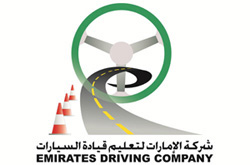 شركة الإمارات لتعليم قيادة السيارات
EMIRATES DRIVING COMPANY